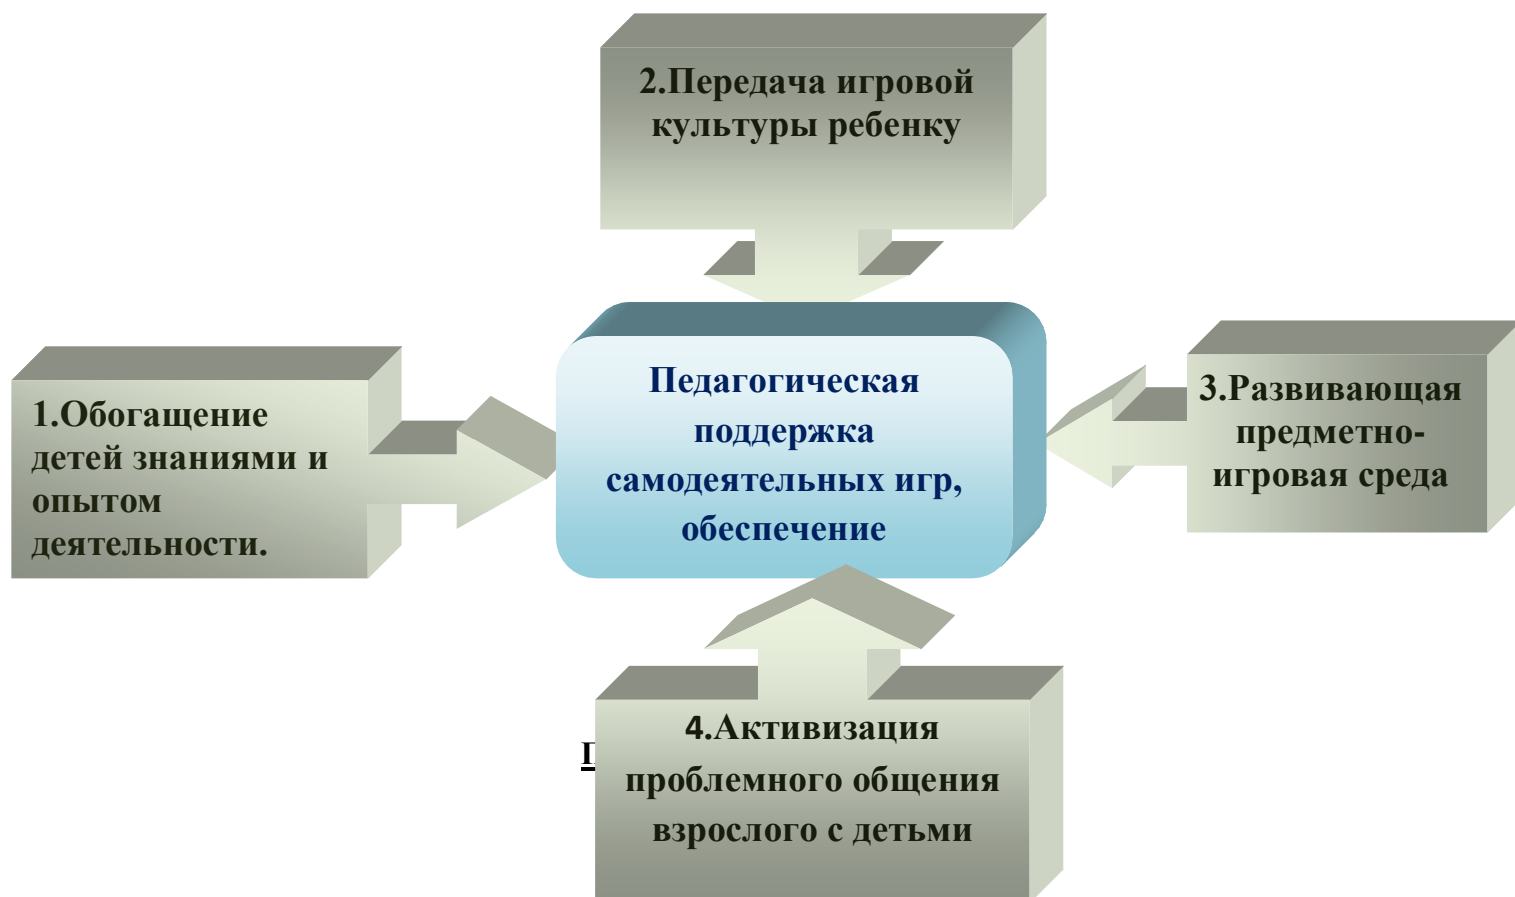 2.Передача игровой
культуры ребенку
1.Обогащение
детей знаниями и
опытом
деятельности.
Педагогическая
поддержка
самодеятельных игр,
обеспечение
3.Развивающая
предметно-
игровая среда
4.Активизация
проблемного общения
взрослого с детьми